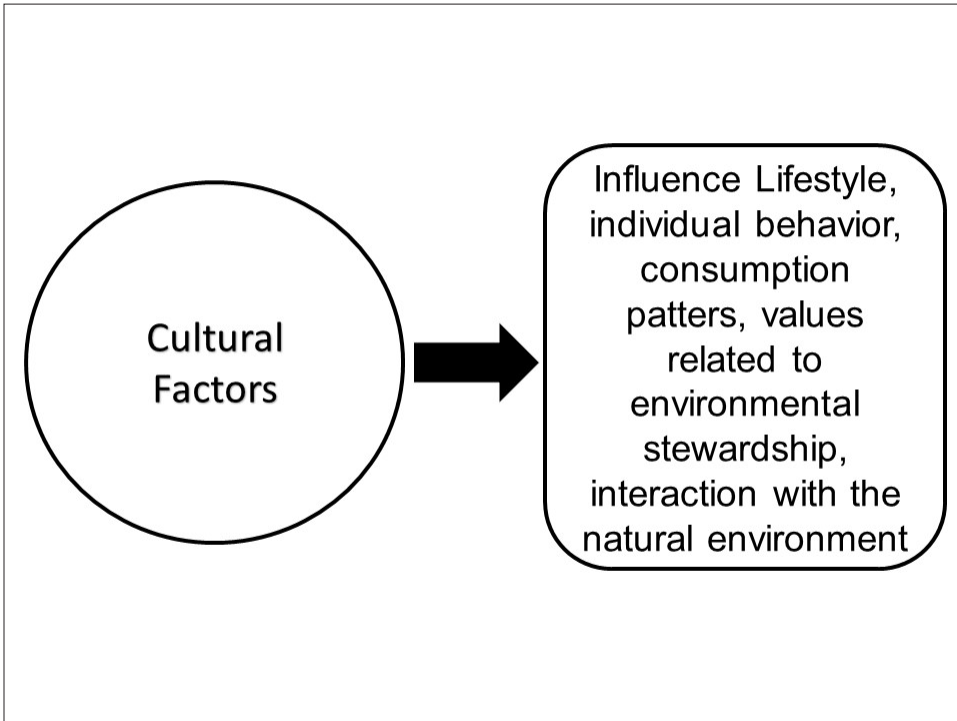 Cultural
Factors
Influence Lifestyle,
individual behavior,
consumption
patters, values
related to
environmental
stewardship,
interaction with the
natural environment